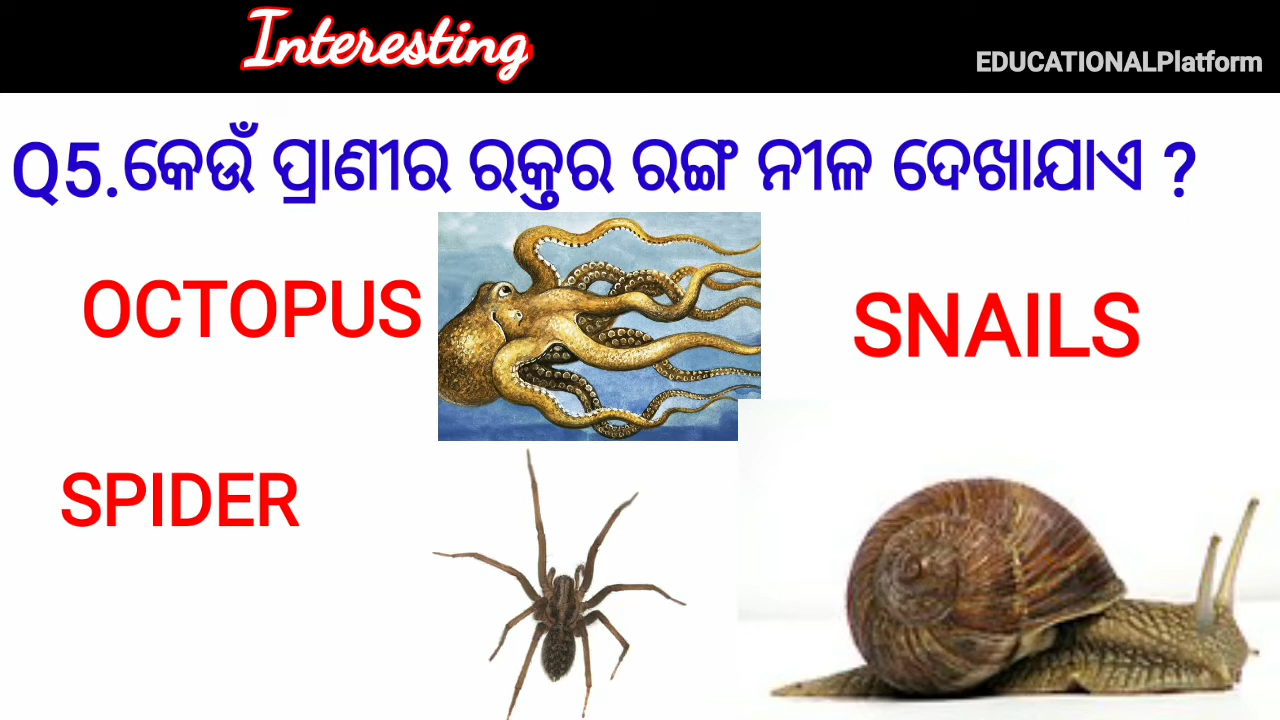 Interesting
EDUCATIONALPlatform
Q5.କେଉଁ ପ୍ରାଣୀର ରକ୍ତର ରଙ୍ଗ ନୀଳ ଦେଖାଯାଏ ?
OCTOPUS
SNAILS
SPIDER